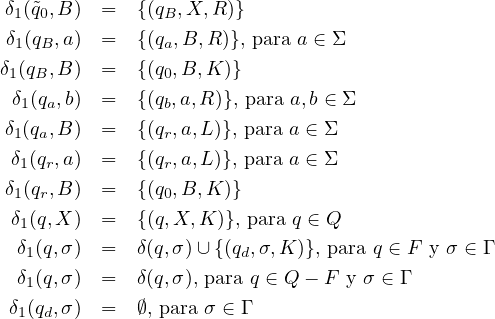 δ₁(q̃₀, B) = {(q_B, X, R)}
δ₁(q_B, a) = {(q_a, B, R)}, para a ∈ Σ
δ₁(q_B, B) = {(q₀, B, K)}
δ₁(q_a, b) = {(q_b, a, R)}, para a, b ∈ Σ
δ₁(q_a, B) = {(q_r, a, L)}, para a ∈ Σ
δ₁(q_r, a) = {(q_r, a, L)}, para a ∈ Σ
δ₁(q_r, B) = {(q₀, B, K)}
δ₁(q, X) = {(q, X, K)}, para q ∈ Q
δ₁(q, σ) = δ(q, σ) ∪ {(q_d, σ, K)}, para q ∈ F y σ ∈ Γ
δ₁(q, σ) = δ(q, σ), para q ∈ Q − F y σ ∈ Γ
δ₁(q_d, σ) = ∅, para σ ∈ Γ